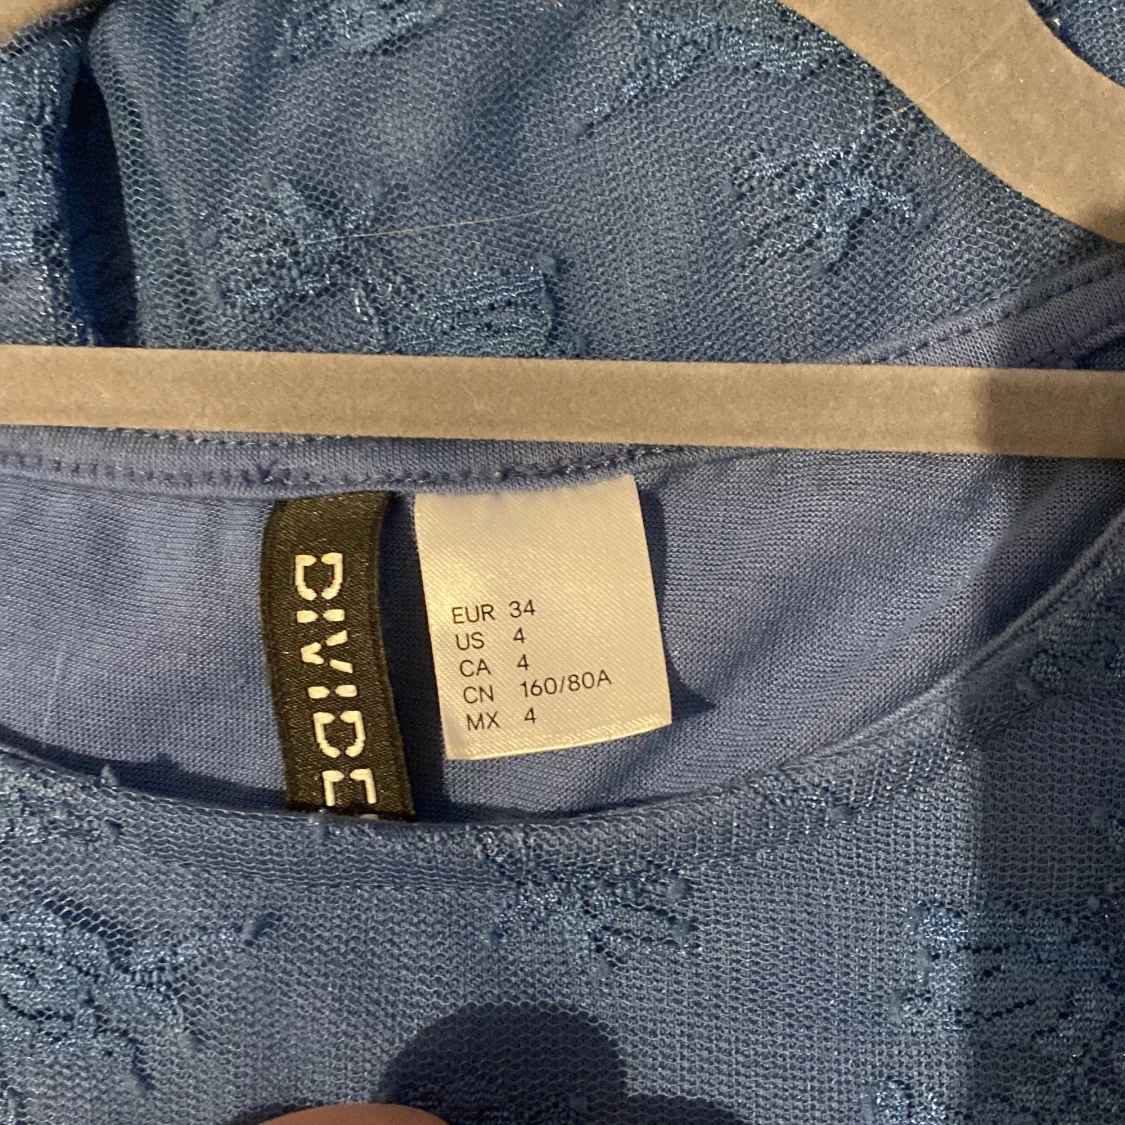 DIVIDE
EUR 34
US 4
CA 4
CN 160/80A
MX 4